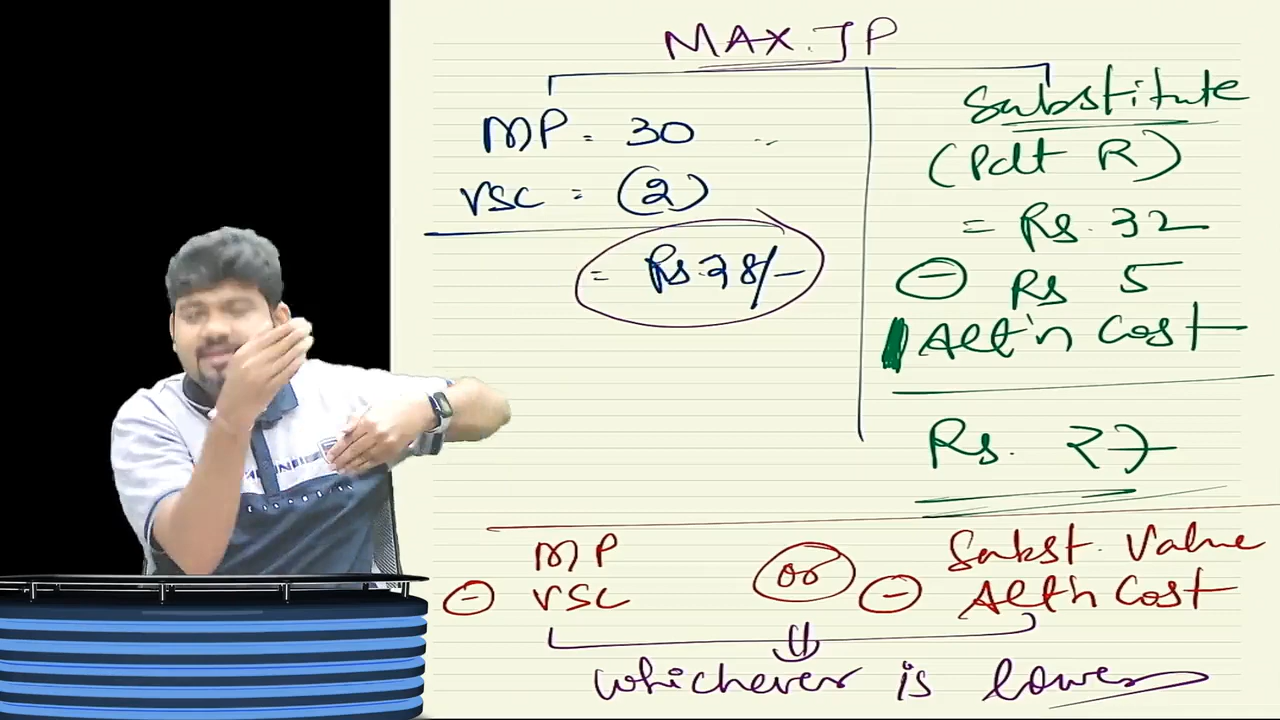 MAX. TP
MP = 30
VSC = (2)
= Rs. 28/-
Substitute
(Pdt R)
= Rs. 32
(-) Rs 5
Alt'n Cost
Rs. 27
MP
(-) VSC
or
Subst. Value
(-) Alt'n Cost
whichever is lower